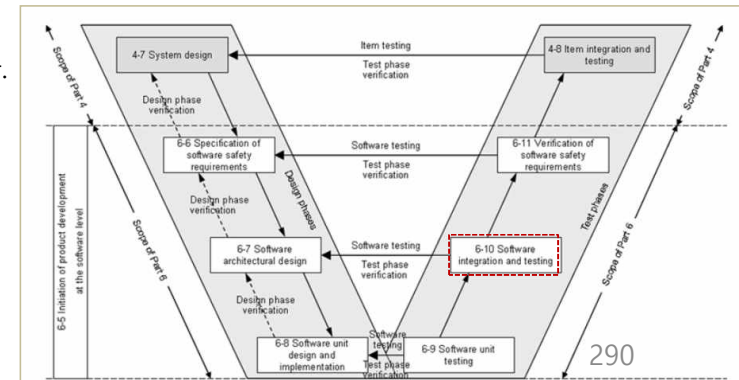 4-7 System design
Item testing
Test phase
verification
4-8 Item integration and
testing
Scope of Part 4
Scope of Part 4
Design phase
verification
6-6 Specification of
software safety
requirements
Software testing
Test phase
verification
6-11 Verification of
software safety
requirements
Design phase
verification
Design phases
Test phases
6-5 Initiation of product development
at the software level
Scope of Part 6
Scope of Part 6
6-7 Software
architectural design
Software testing
Test phase
verification
6-10 Software
integration and testing
Design phase
verification
6-8 Software unit
design and
implementation
Software
testing
Test phase
verification
6-9 Software unit
testing
290